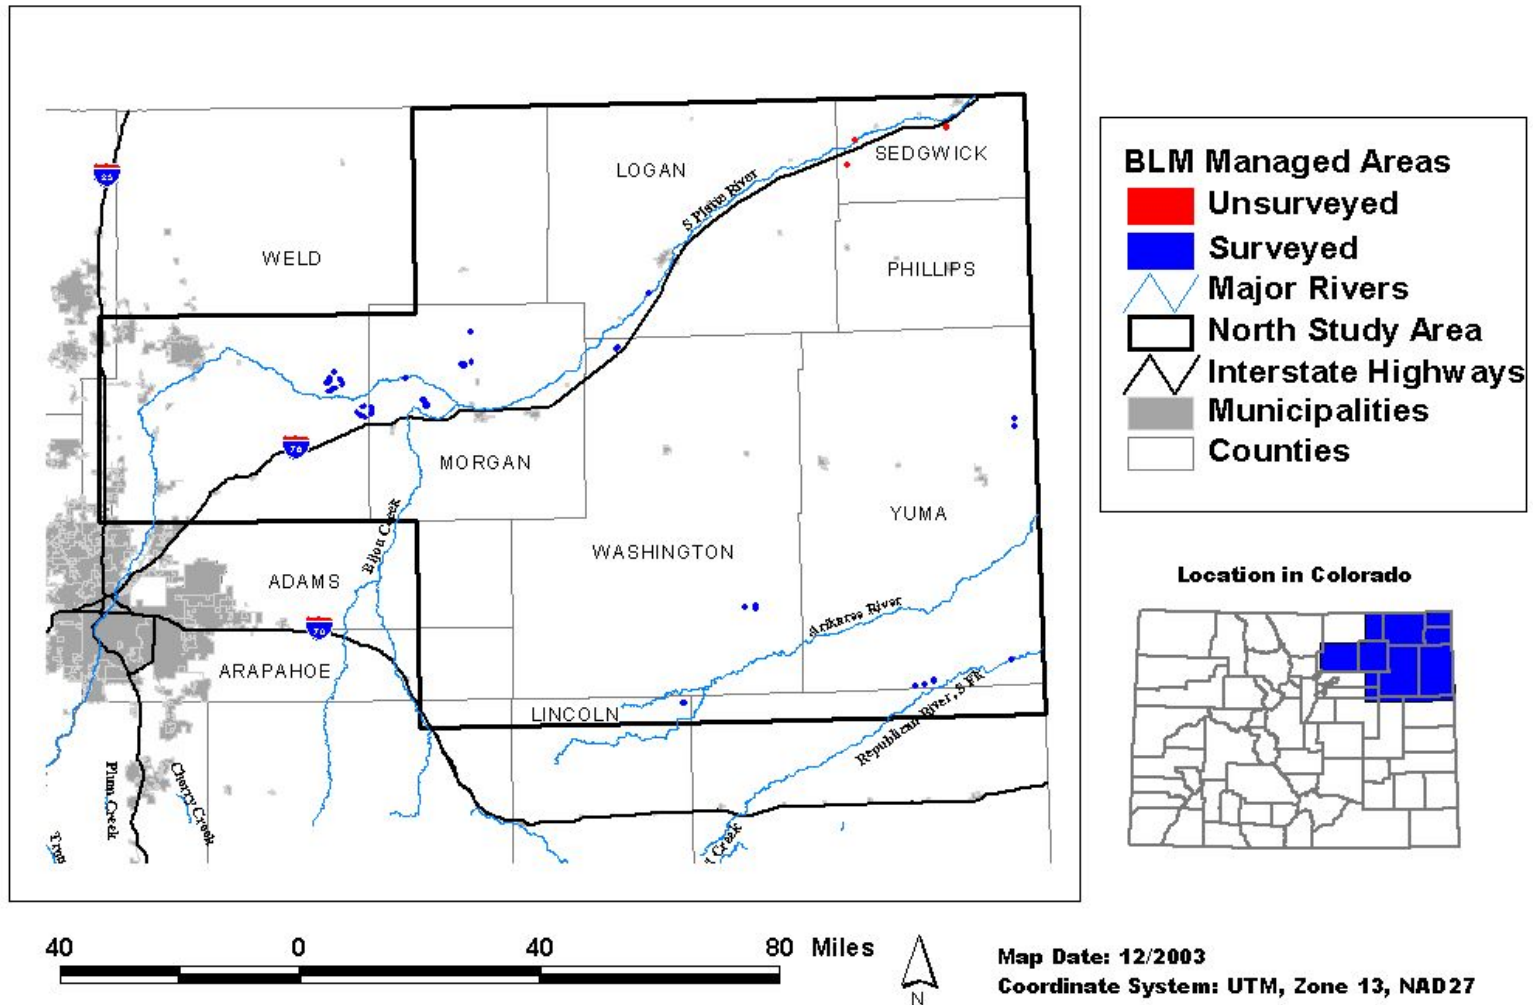 LOGAN
SEDGWICK
S Platte River
WELD
PHILLIPS
25
76
MORGAN
YUMA
Bijou Creek
WASHINGTON
ADAMS
Arikaree River
70
ARAPAHOE
LINCOLN
Republican River, S FK
Plum Creek
Cherry Creek
Creek
BLM Managed Areas
Unsurveyed
Surveyed
Major Rivers
North Study Area
Interstate Highways
Municipalities
Counties
Location in Colorado
40 0 40 80 Miles
N
Map Date: 12/2003
Coordinate System: UTM, Zone 13, NAD27